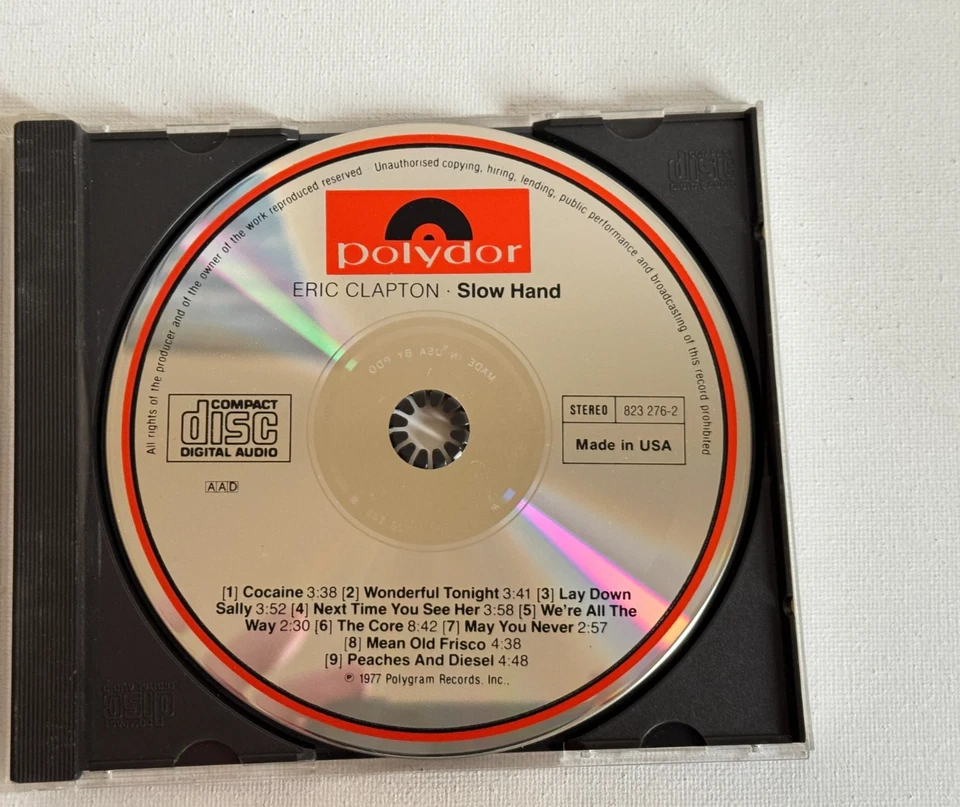 All rights of the producer and of the owner of the work reproduced reserved · Unauthorised copying, hiring, lending, public performance and broadcasting of this record prohibited
polydor
ERIC CLAPTON · Slow Hand
COMPACT
disc
DIGITAL AUDIO
STEREO 823 276-2
Made in USA
AAD
MADE IN USA BY PDO
[1] Cocaine 3:38 [2] Wonderful Tonight 3:41 [3] Lay Down
Sally 3:52 [4] Next Time You See Her 3:58 [5] We're All The
Way 2:30 [6] The Core 8:42 [7] May You Never 2:57
[8] Mean Old Frisco 4:38
[9] Peaches And Diesel 4:48
℗ 1977 Polygram Records, Inc.,
disc
disc